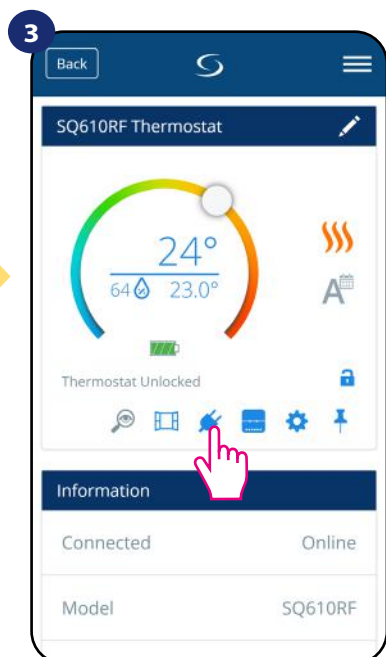 3
Back
SQ610RF Thermostat
24°
64 % 23.0°
A
Thermostat Unlocked
Information
Connected Online
Model SQ610RF